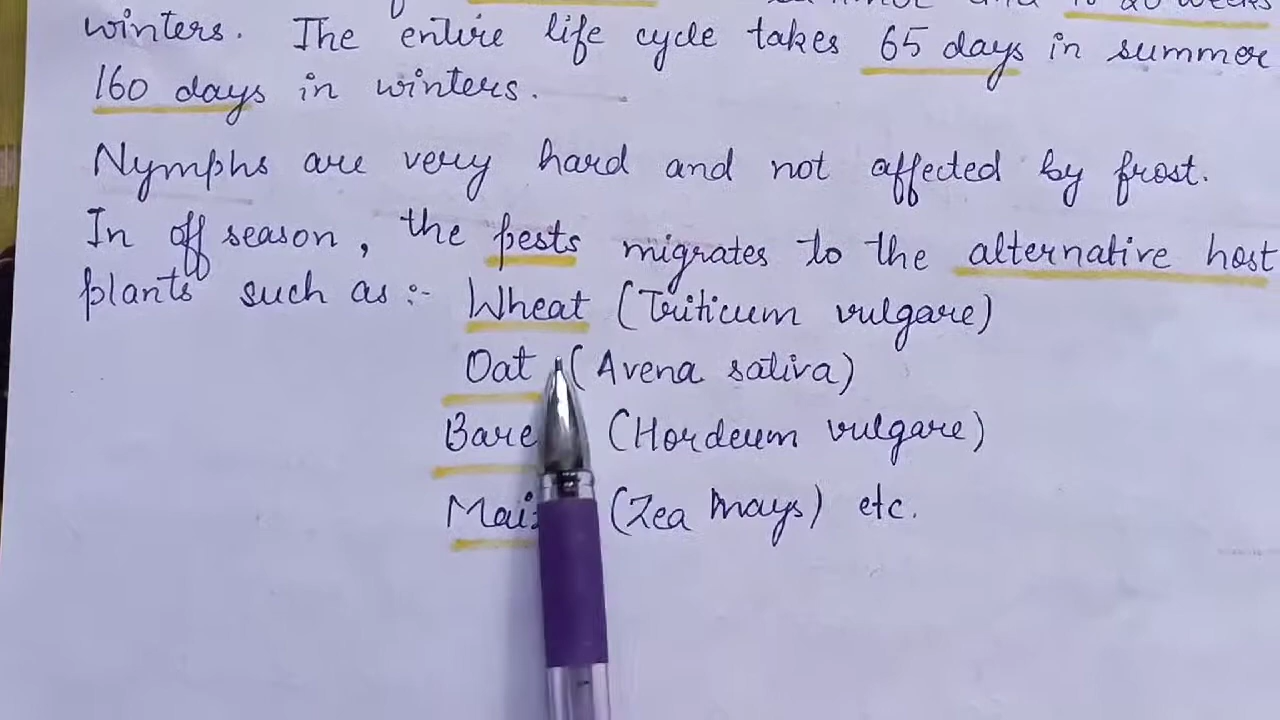 winters. The entire life cycle takes 65 days in summer
160 days in winters.
Nymphs are very hard and not affected by frost.
In off season, the pests migrates to the alternative host
plants such as :- Wheat (Triticum vulgare)
Oat (Avena sativa)
(Hordeum vulgare)
(Zea mays) etc.